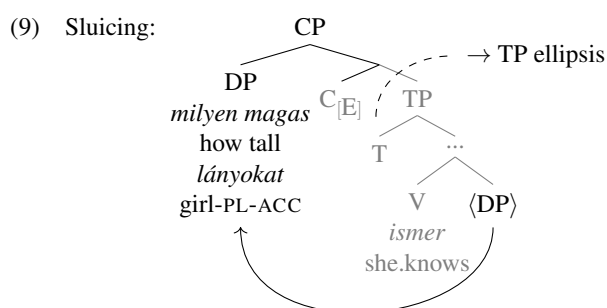 (9) Sluicing:
CP
→ TP ellipsis
DP
C[E] TP
milyen magas
how tall
T ...
lányokat
girl-PL-ACC
V ⟨DP⟩
ismer
she.knows